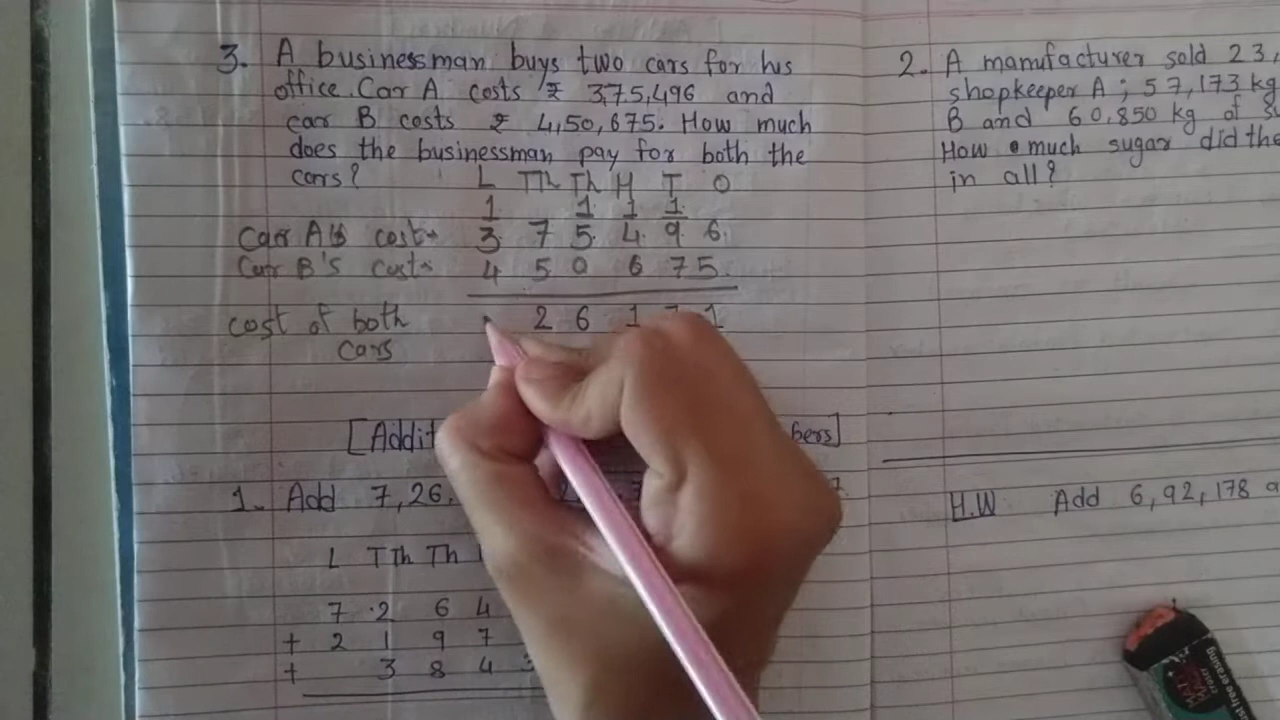 3. A businessman buys two cars for his
office. Car A costs ₹ 3,75,496 and
car B costs ₹ 4,50,675. How much
does the businessman pay for both the
cars?
L TTh Th H T O
1 1 1 1
Car A's cost→ 3 7 5 4 9 6
Car B's cost→ 4 5 0 6 7 5
cost of both 2 6 1 7 1
cars
1. Add 7,26,
L TTh Th
7 2 6 4
+ 2 1 9 7
+ 3 8 4
2. A manufacturer sold 23,
shopkeeper A; 57,173 kg
B and 60,850 kg of
How much sugar did the
in all?
H.W Add 6,92,178